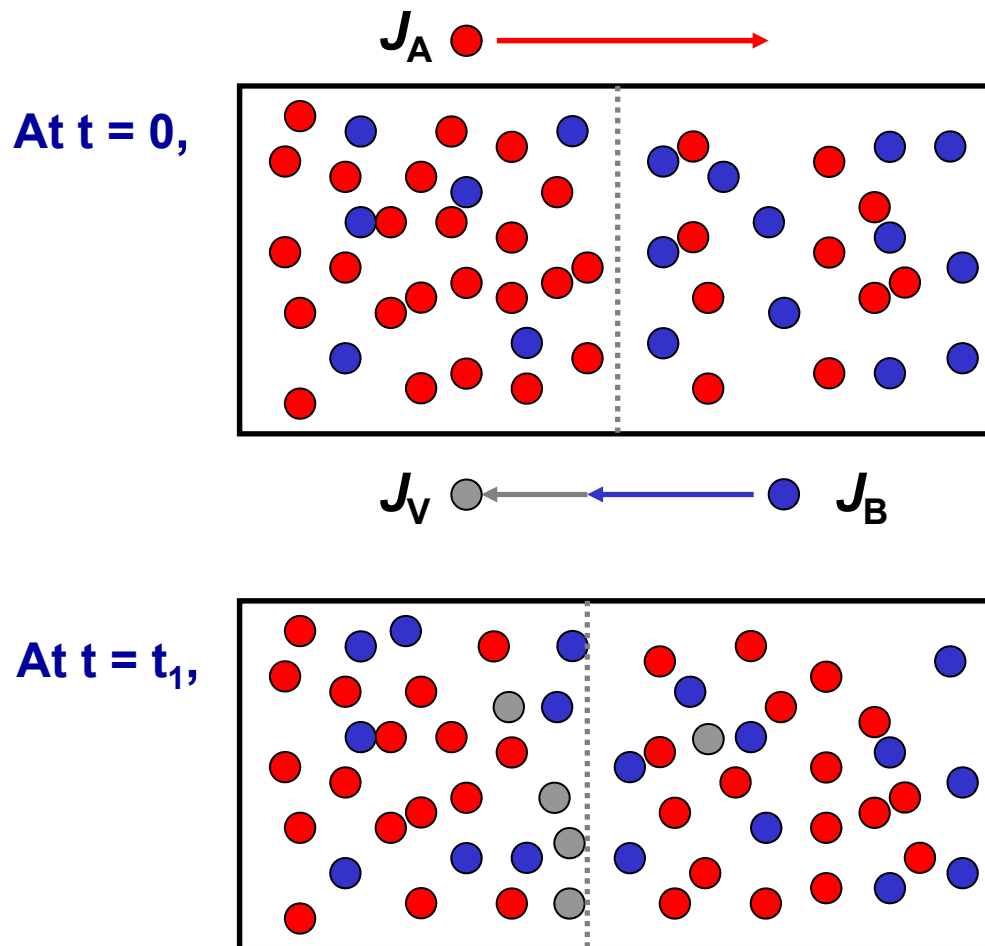 J_A
At t = 0,
J_V J_B
At t = t_1,